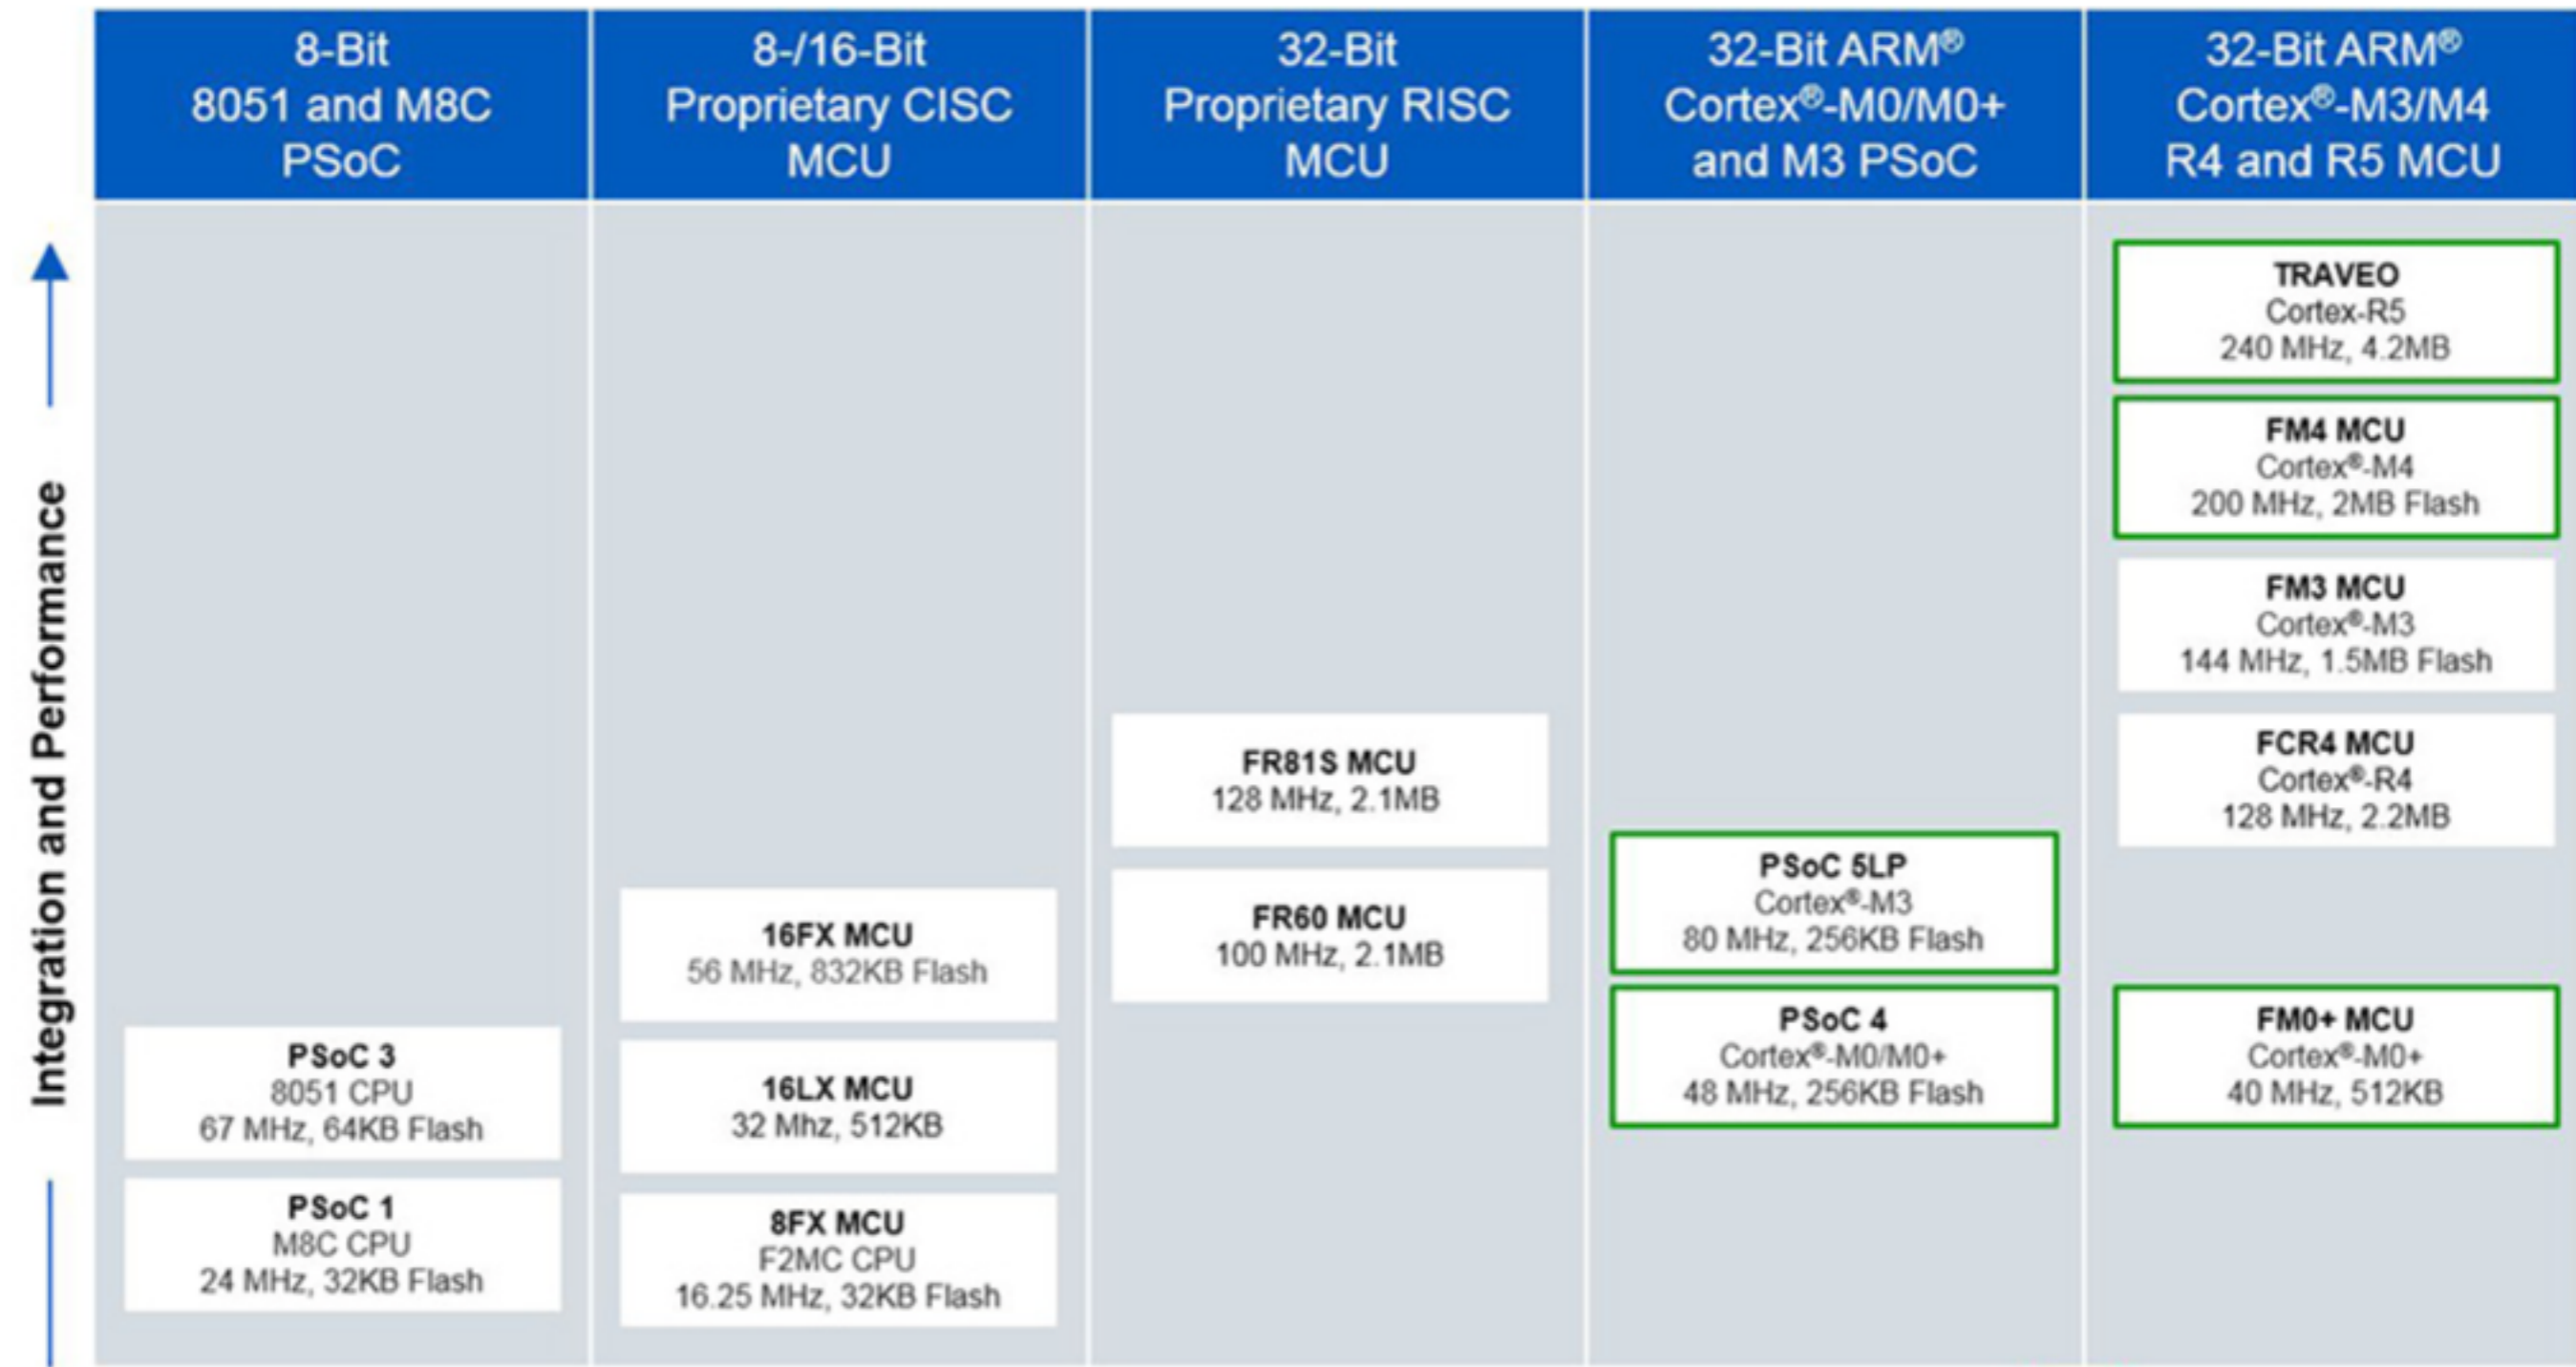 8-Bit
8051 and M8C
PSoC
8-/16-Bit
Proprietary CISC
MCU
32-Bit
Proprietary RISC
MCU
32-Bit ARM®
Cortex®-M0/M0+
and M3 PSoC
32-Bit ARM®
Cortex®-M3/M4
R4 and R5 MCU
Integration and Performance
PSoC 3
8051 CPU
67 MHz, 64KB Flash
PSoC 1
M8C CPU
24 MHz, 32KB Flash
16FX MCU
56 MHz, 832KB Flash
16LX MCU
32 Mhz, 512KB
8FX MCU
F2MC CPU
16.25 MHz, 32KB Flash
FR81S MCU
128 MHz, 2.1MB
FR60 MCU
100 MHz, 2.1MB
PSoC 5LP
Cortex®-M3
80 MHz, 256KB Flash
PSoC 4
Cortex®-M0/M0+
48 MHz, 256KB Flash
TRAVEO
Cortex-R5
240 MHz, 4.2MB
FM4 MCU
Cortex®-M4
200 MHz, 2MB Flash
FM3 MCU
Cortex®-M3
144 MHz, 1.5MB Flash
FCR4 MCU
Cortex®-R4
128 MHz, 2.2MB
FM0+ MCU
Cortex®-M0+
40 MHz, 512KB